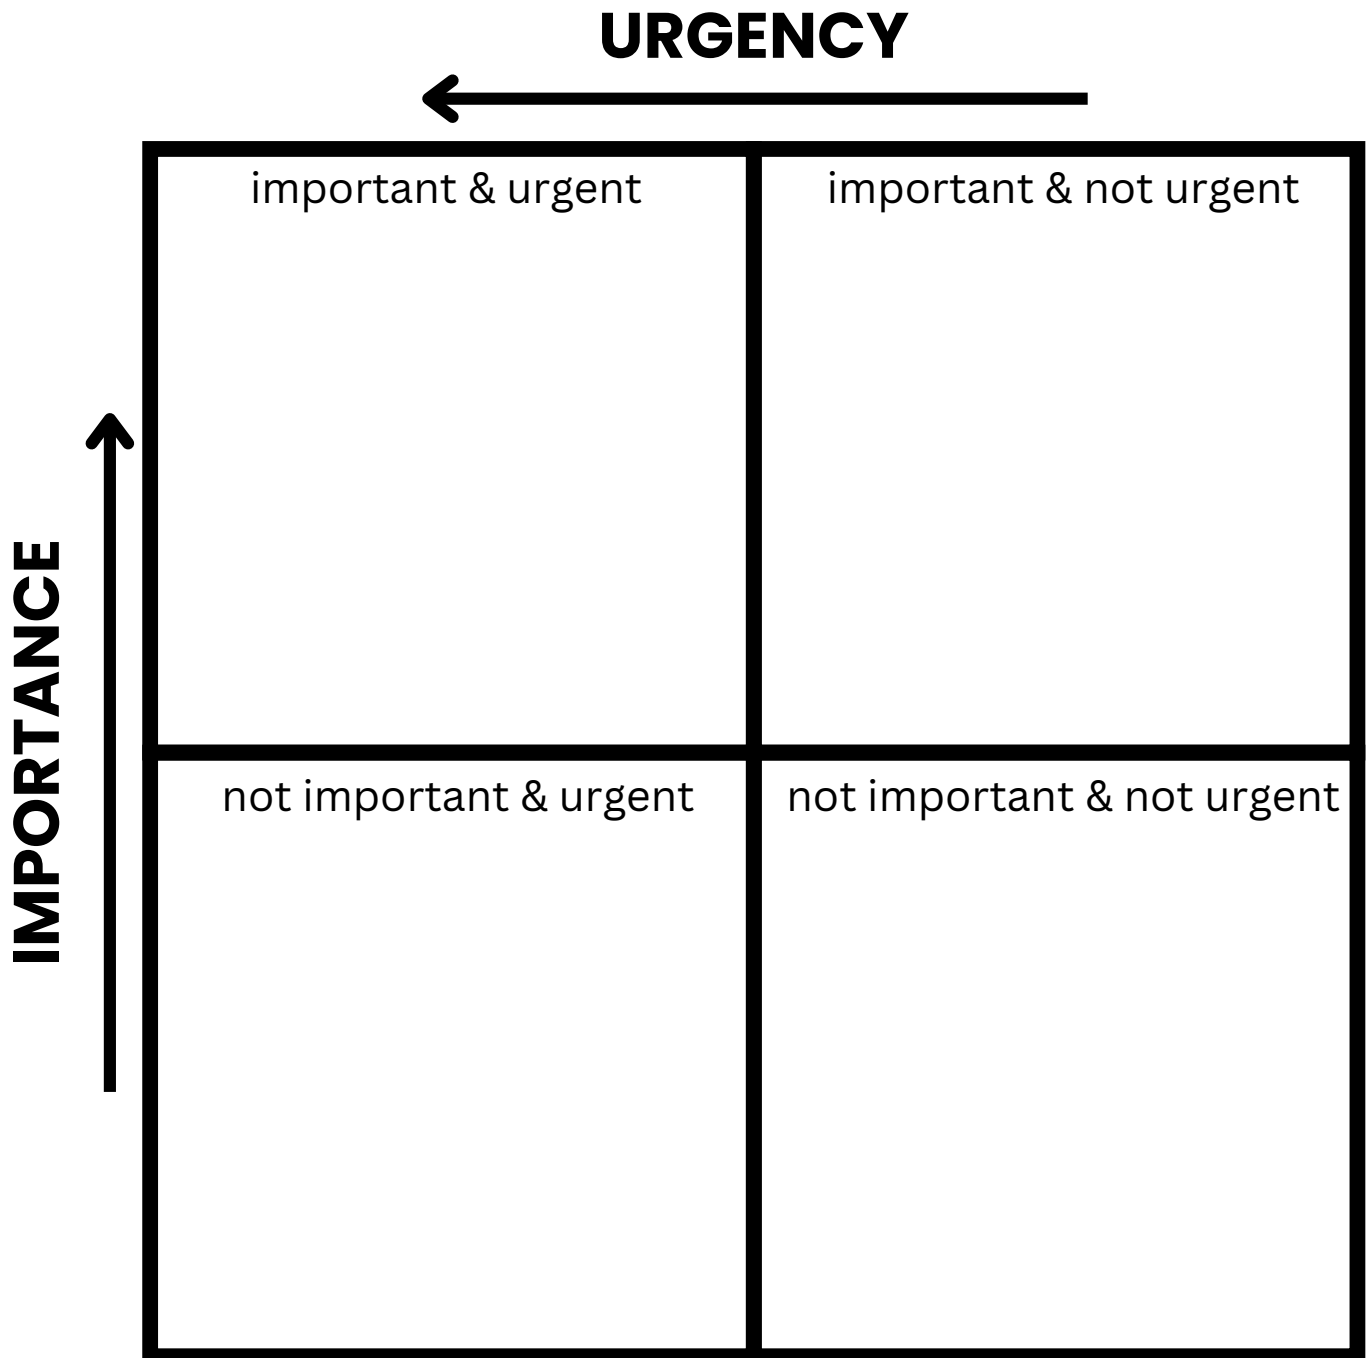 URGENCY
important & urgent
important & not urgent
IMPORTANCE
not important & urgent
not important & not urgent